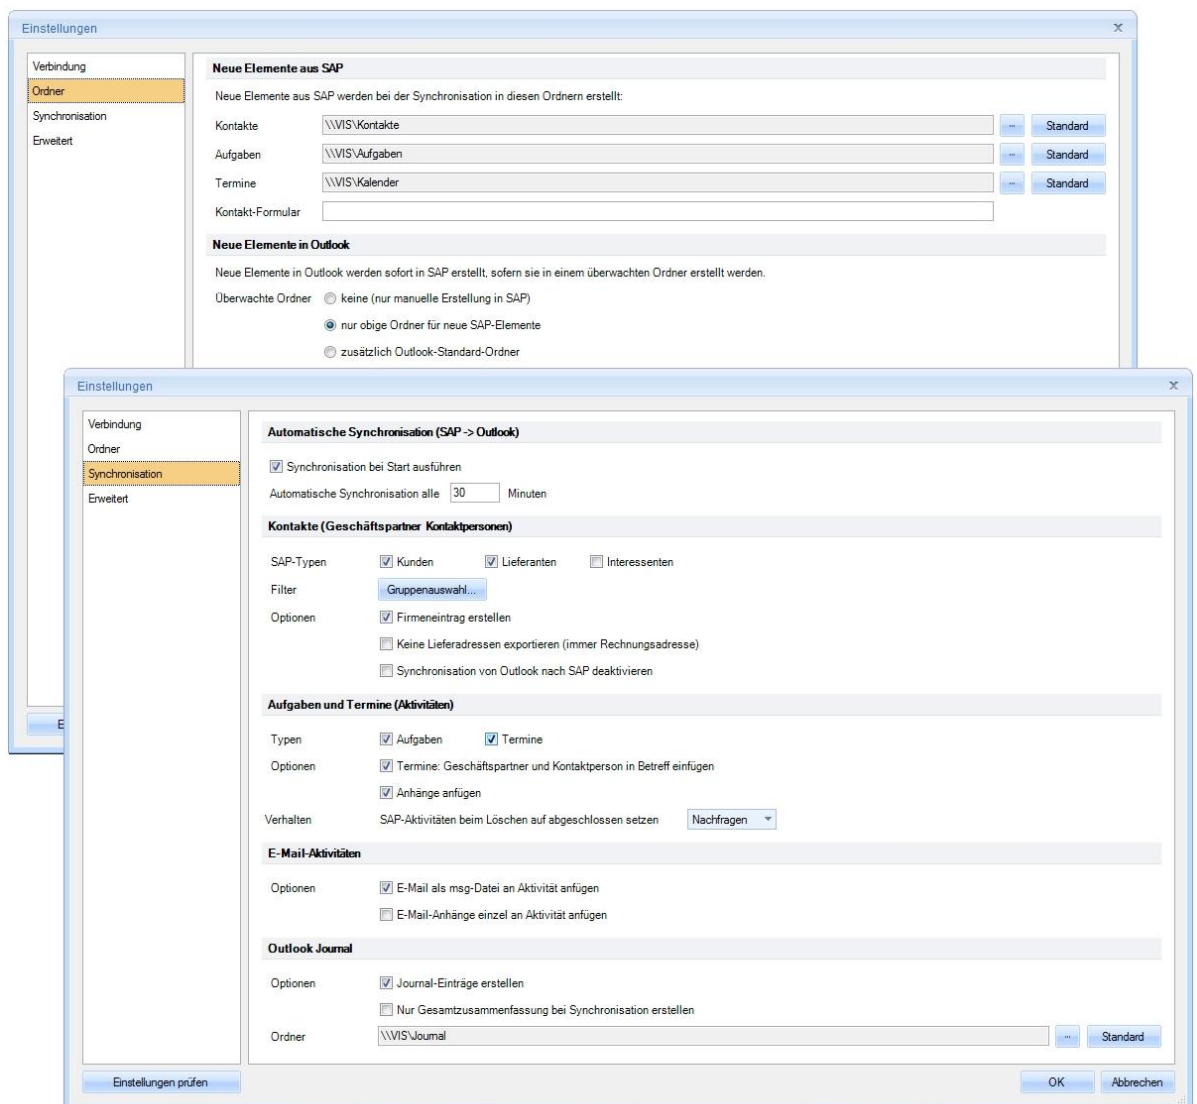 Einstellungen
x
Verbindung
Ordner
Synchronisation
Erweitert
Neue Elemente aus SAP
Neue Elemente aus SAP werden bei der Synchronisation in diesen Ordnern erstellt:
Kontakte \\VIS\Kontakte ... Standard
Aufgaben \\VIS\Aufgaben ... Standard
Termine \\VIS\Kalender ... Standard
Kontakt-Formular
Neue Elemente in Outlook
Neue Elemente in Outlook werden sofort in SAP erstellt, sofern sie in einem überwachten Ordner erstellt werden.
Überwachte Ordner keine (nur manuelle Erstellung in SAP)
nur obige Ordner für neue SAP-Elemente
zusätzlich Outlook-Standard-Ordner
E
Einstellungen
x
Verbindung
Ordner
Synchronisation
Erweitert
Automatische Synchronisation (SAP -> Outlook)
Synchronisation bei Start ausführen
Automatische Synchronisation alle 30 Minuten
Kontakte (Geschäftspartner Kontaktpersonen)
SAP-Typen Kunden Lieferanten Interessenten
Filter Gruppenauswahl...
Optionen Firmeneintrag erstellen
Keine Lieferadressen exportieren (immer Rechnungsadresse)
Synchronisation von Outlook nach SAP deaktivieren
Aufgaben und Termine (Aktivitäten)
Typen Aufgaben Termine
Optionen Termine: Geschäftspartner und Kontaktperson in Betreff einfügen
Anhänge anfügen
Verhalten SAP-Aktivitäten beim Löschen auf abgeschlossen setzen Nachfragen
E-Mail-Aktivitäten
Optionen E-Mail als msg-Datei an Aktivität anfügen
E-Mail-Anhänge einzel an Aktivität anfügen
Outlook Journal
Optionen Journal-Einträge erstellen
Nur Gesamtzusammenfassung bei Synchronisation erstellen
Ordner \\VIS\Journal ... Standard
Einstellungen prüfen OK Abbrechen